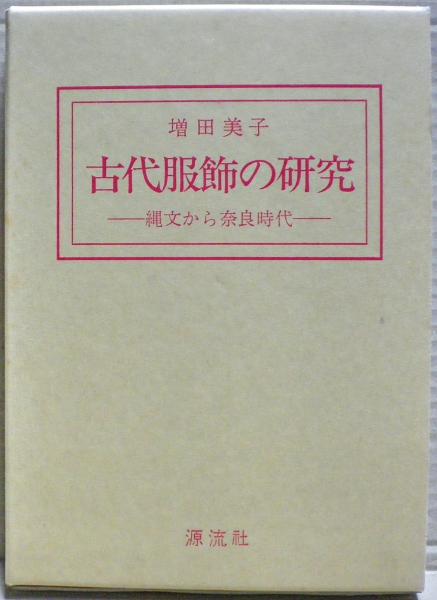 増田美子
古代服飾の研究
―縄文から奈良時代―
源流社